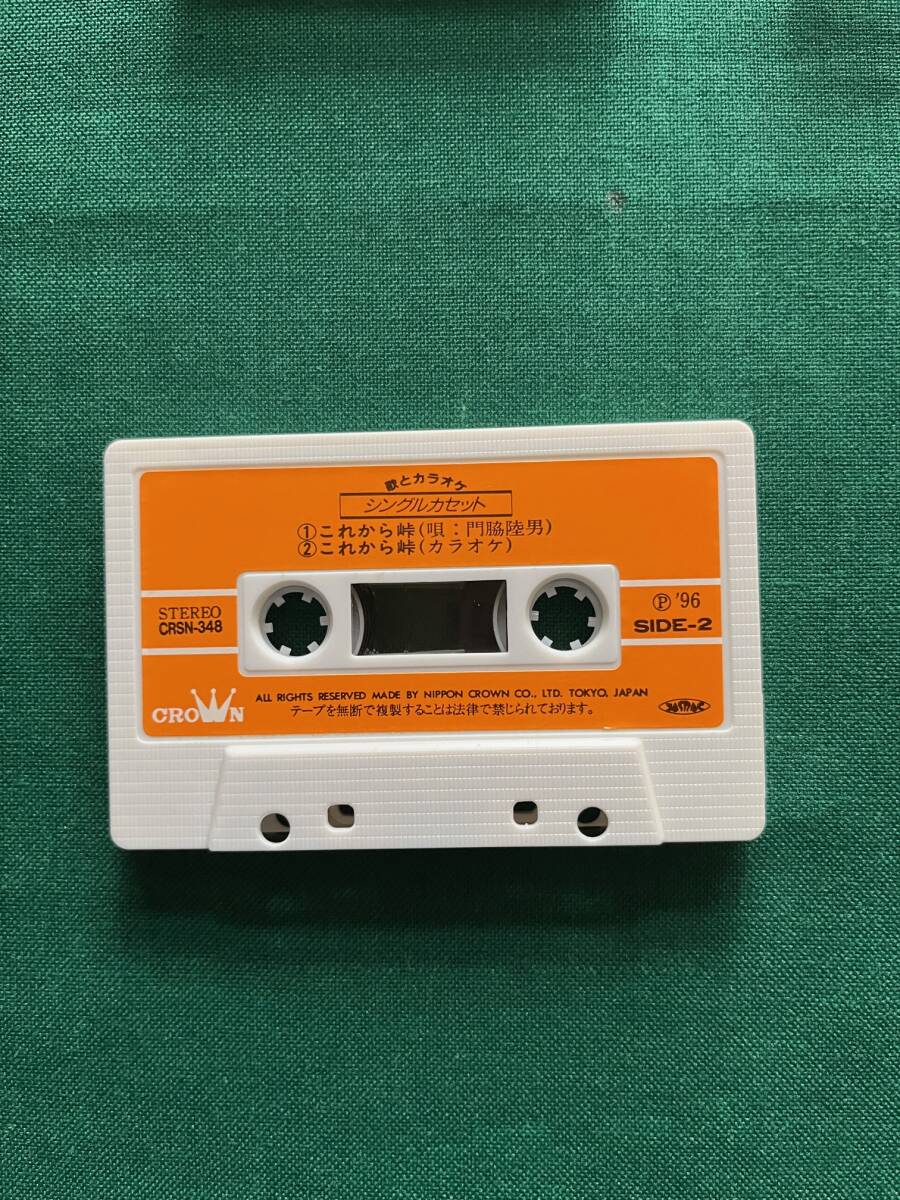 歌とカラオケ
シングルカセット
①これから峠(唄：門脇陸男)
②これから峠(カラオケ)
STEREO
CRSN-348
Ⓟ '96
SIDE-2
CROWN
ALL RIGHTS RESERVED MADE BY NIPPON CROWN CO., LTD. TOKYO, JAPAN
テープを無断で複製することは法律で禁じられております。